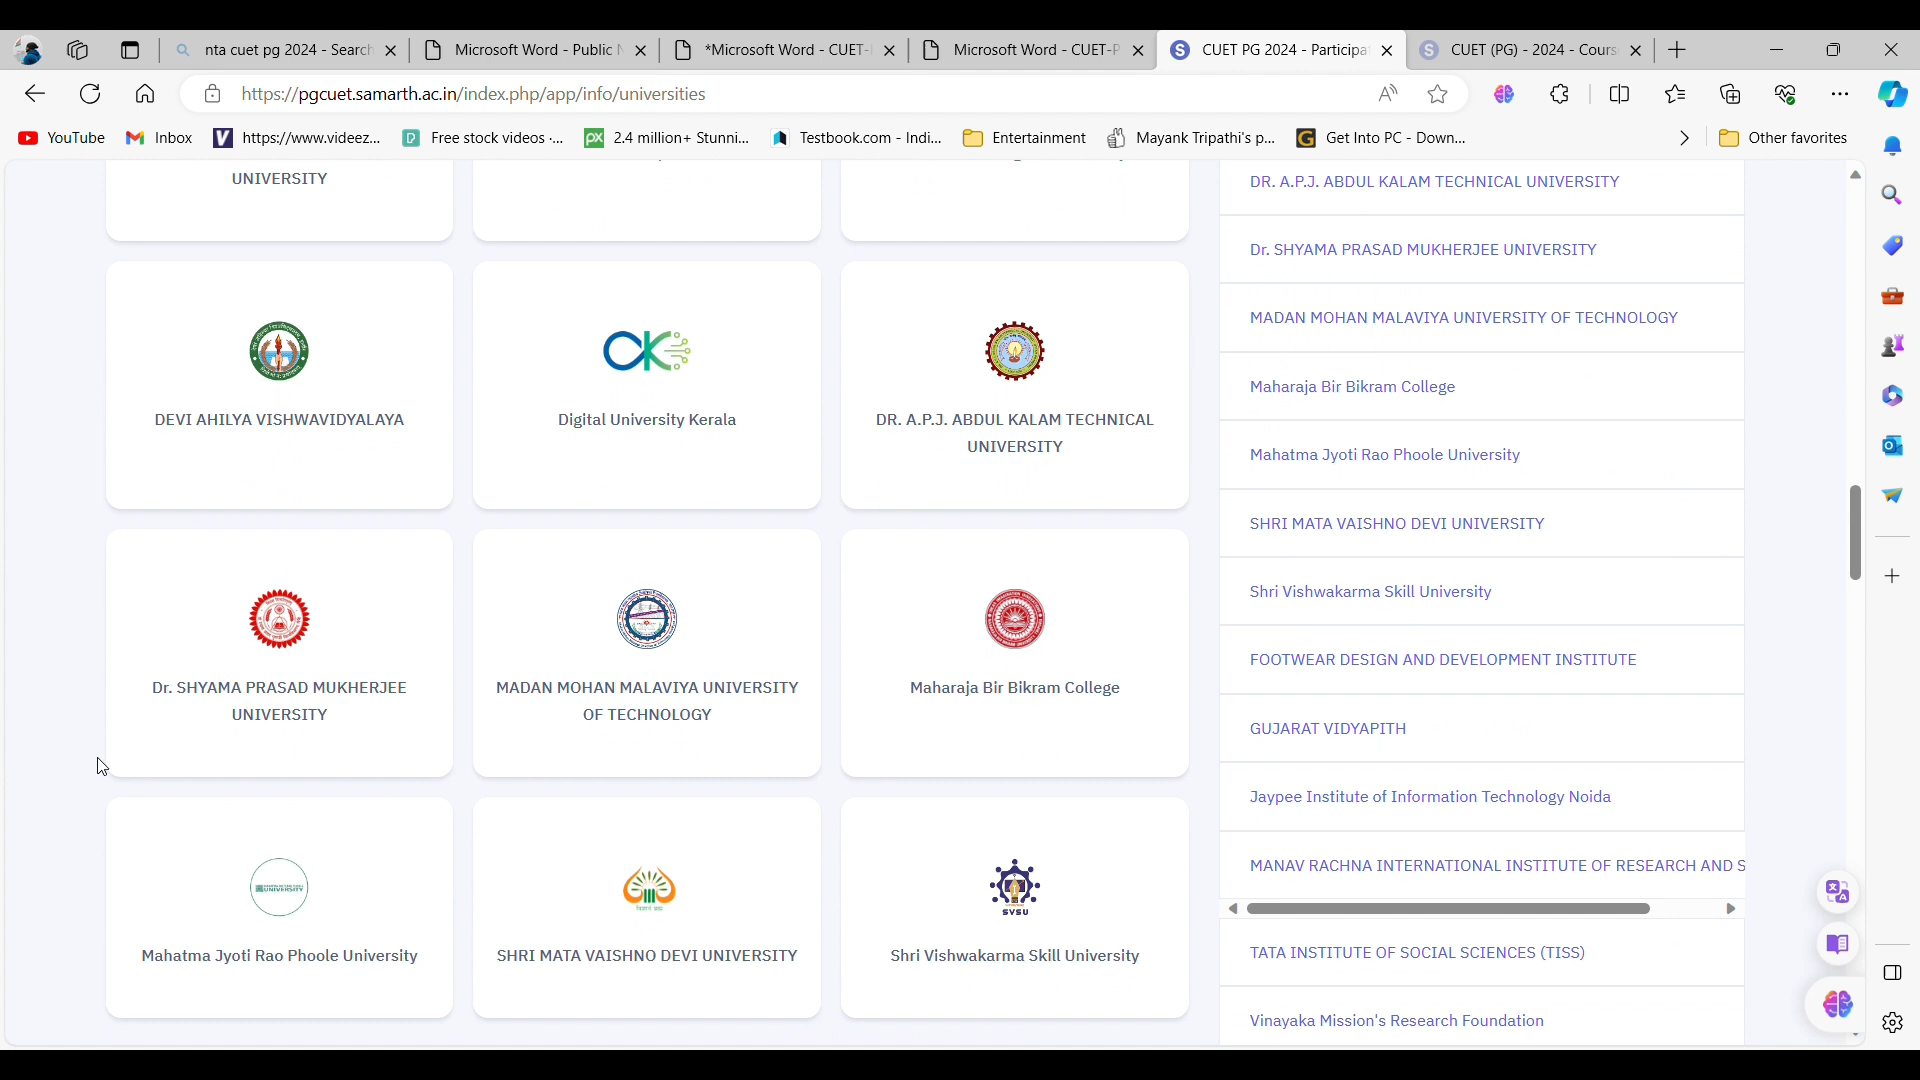 nta cuet pg 2024 - Search
Microsoft Word - Public N
*Microsoft Word - CUET-
Microsoft Word - CUET-P
CUET PG 2024 - Participat
CUET (PG) - 2024 - Cours
https://pgcuet.samarth.ac.in/index.php/app/info/universities
YouTube
Inbox
https://www.videez...
Free stock videos ·...
2.4 million+ Stunni...
Testbook.com - Indi...
Entertainment
Mayank Tripathi's p...
Get Into PC - Down...
Other favorites
UNIVERSITY
DEVI AHILYA VISHWAVIDYALAYA
Digital University Kerala
DR. A.P.J. ABDUL KALAM TECHNICAL
UNIVERSITY
Dr. SHYAMA PRASAD MUKHERJEE
UNIVERSITY
MADAN MOHAN MALAVIYA UNIVERSITY
OF TECHNOLOGY
Maharaja Bir Bikram College
UNIVERSITY
Mahatma Jyoti Rao Phoole University
SHRI MATA VAISHNO DEVI UNIVERSITY
SVSU
Shri Vishwakarma Skill University
DR. A.P.J. ABDUL KALAM TECHNICAL UNIVERSITY
Dr. SHYAMA PRASAD MUKHERJEE UNIVERSITY
MADAN MOHAN MALAVIYA UNIVERSITY OF TECHNOLOGY
Maharaja Bir Bikram College
Mahatma Jyoti Rao Phoole University
SHRI MATA VAISHNO DEVI UNIVERSITY
Shri Vishwakarma Skill University
FOOTWEAR DESIGN AND DEVELOPMENT INSTITUTE
GUJARAT VIDYAPITH
Jaypee Institute of Information Technology Noida
MANAV RACHNA INTERNATIONAL INSTITUTE OF RESEARCH AND S
TATA INSTITUTE OF SOCIAL SCIENCES (TISS)
Vinayaka Mission's Research Foundation